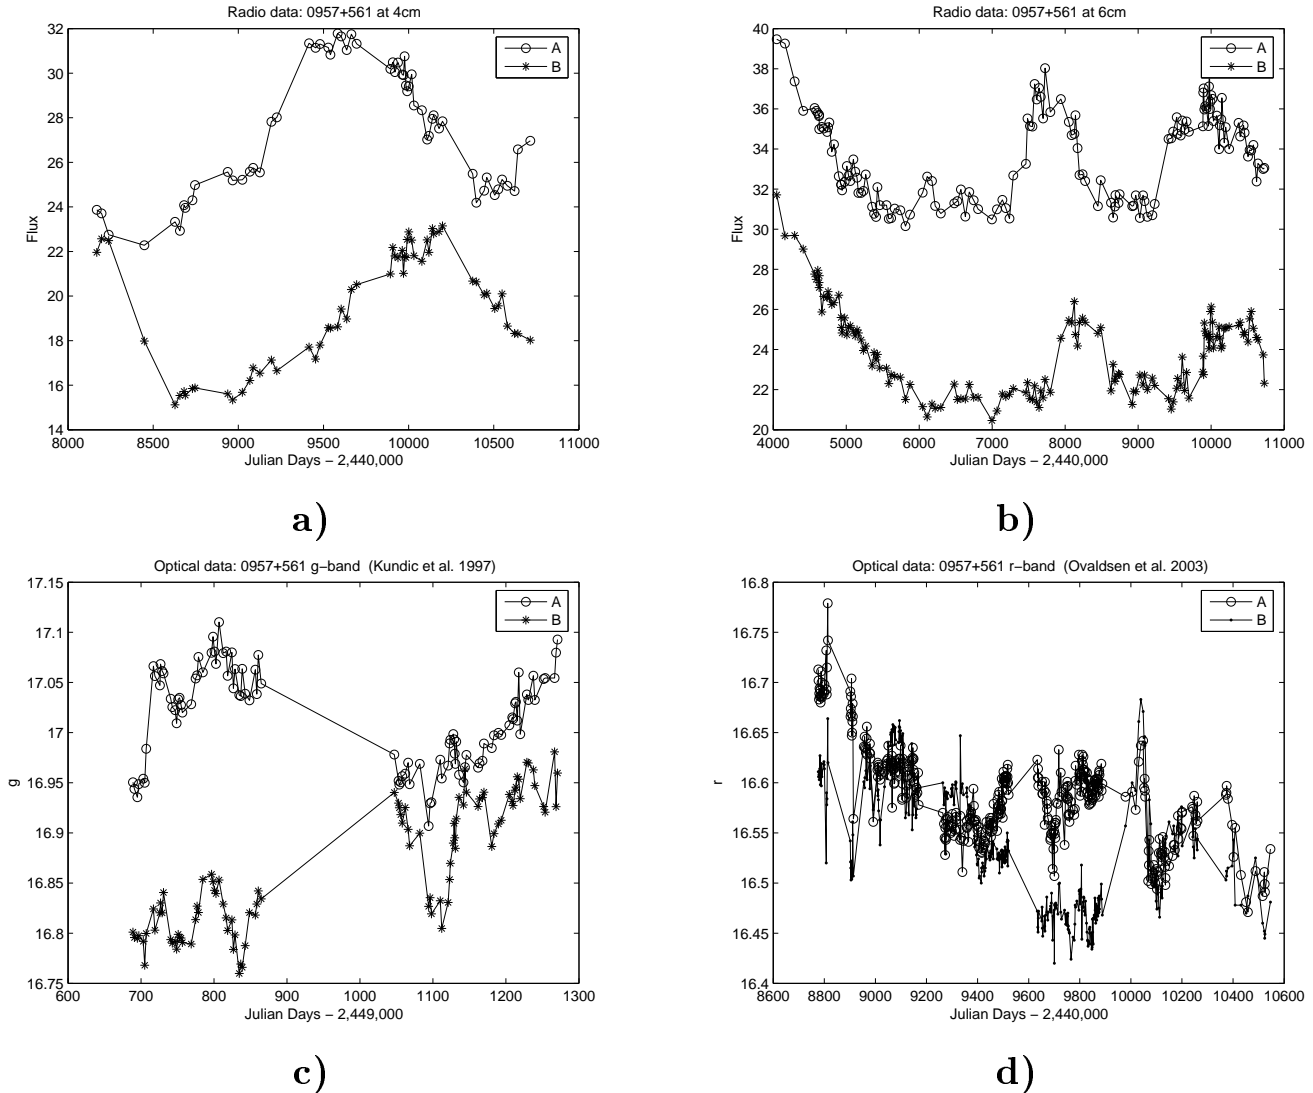 Radio data: 0957+561 at 4cm
32
30
28
26
24
22
20
18
16
14
Flux
A
B
8000 8500 9000 9500 10000 10500 11000
Julian Days − 2,440,000
a)
Radio data: 0957+561 at 6cm
40
38
36
34
32
30
28
26
24
22
20
Flux
A
B
4000 5000 6000 7000 8000 9000 10000 11000
Julian Days − 2,440,000
b)
Optical data: 0957+561 g−band (Kundic et al. 1997)
17.15
17.1
17.05
17
16.95
16.9
16.85
16.8
16.75
g
A
B
600 700 800 900 1000 1100 1200 1300
Julian Days − 2,449,000
c)
Optical data: 0957+561 r−band (Ovaldsen et al. 2003)
16.8
16.75
16.7
16.65
16.6
16.55
16.5
16.45
16.4
r
A
B
8600 8800 9000 9200 9400 9600 9800 10000 10200 10400 10600
Julian Days − 2,440,000
d)